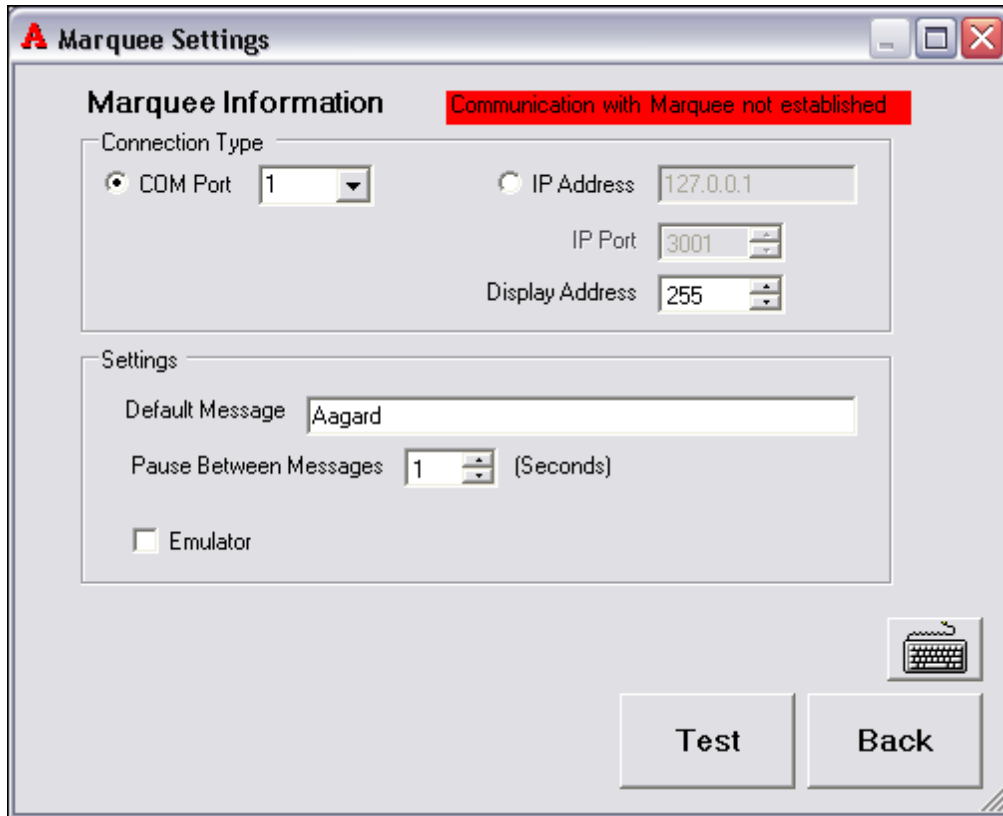 Marquee Settings
Marquee Information
Communication with Marquee not established
Connection Type
COM Port 1
IP Address 127.0.0.1
IP Port 3001
Display Address 255
Settings
Default Message Aagard
Pause Between Messages 1 (Seconds)
Emulator
Test Back